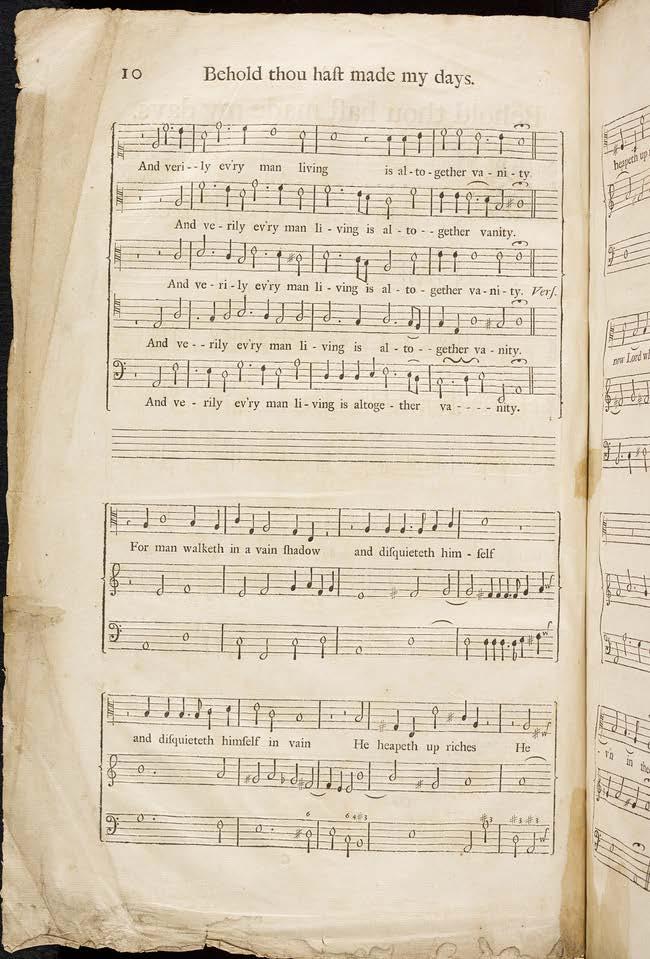 10
Behold thou haſt made my days.
And veri - - ly ev'ry man living is al - to - gether va - ni - ty.
And ve - rily ev'ry man li - ving is al - to - - gether vanity.
And ve - ri - ly ev'ry man li - ving is al - to - gether va - ni - ty. Verſ.
And ve - - rily ev'ry man li - ving is al - to - - gether va - nity.
And ve - rily ev'ry man li - ving is altoge - ther va - - - - nity.
For man walketh in a vain ſhadow and diſquieteth him - ſelf
and diſquieteth himſelf in vain He heapeth up riches He
6 6 4 3 3 3 3
heapeth up
now Lord
in the